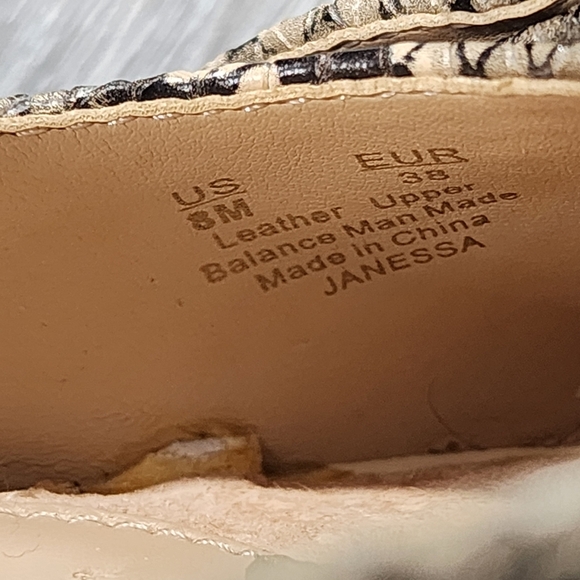 US EUR
8M 38
Leather Upper
Balance Man Made
Made in China
JANESSA